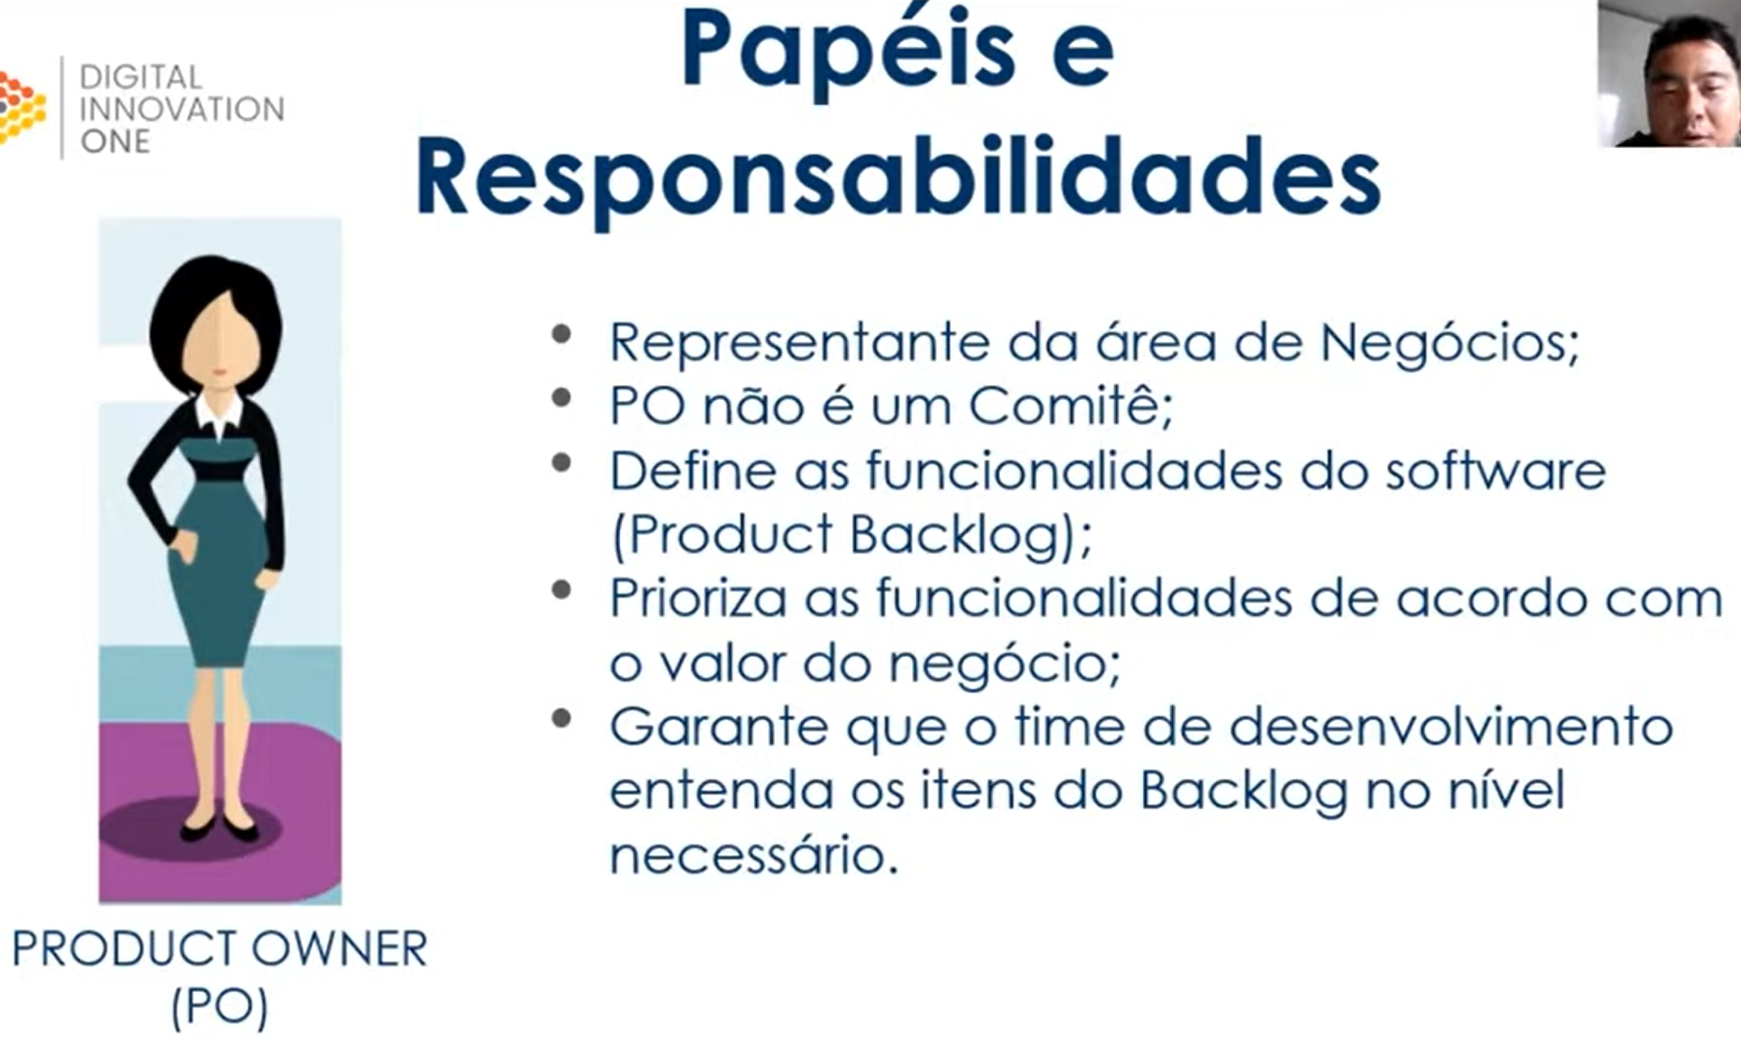 Papéis e
Responsabilidades
DIGITAL
INNOVATION
ONE
• Representante da área de Negócios;
• PO não é um Comitê;
• Define as funcionalidades do software
(Product Backlog);
• Prioriza as funcionalidades de acordo com
o valor do negócio;
• Garante que o time de desenvolvimento
entenda os itens do Backlog no nível
necessário.
PRODUCT OWNER
(PO)